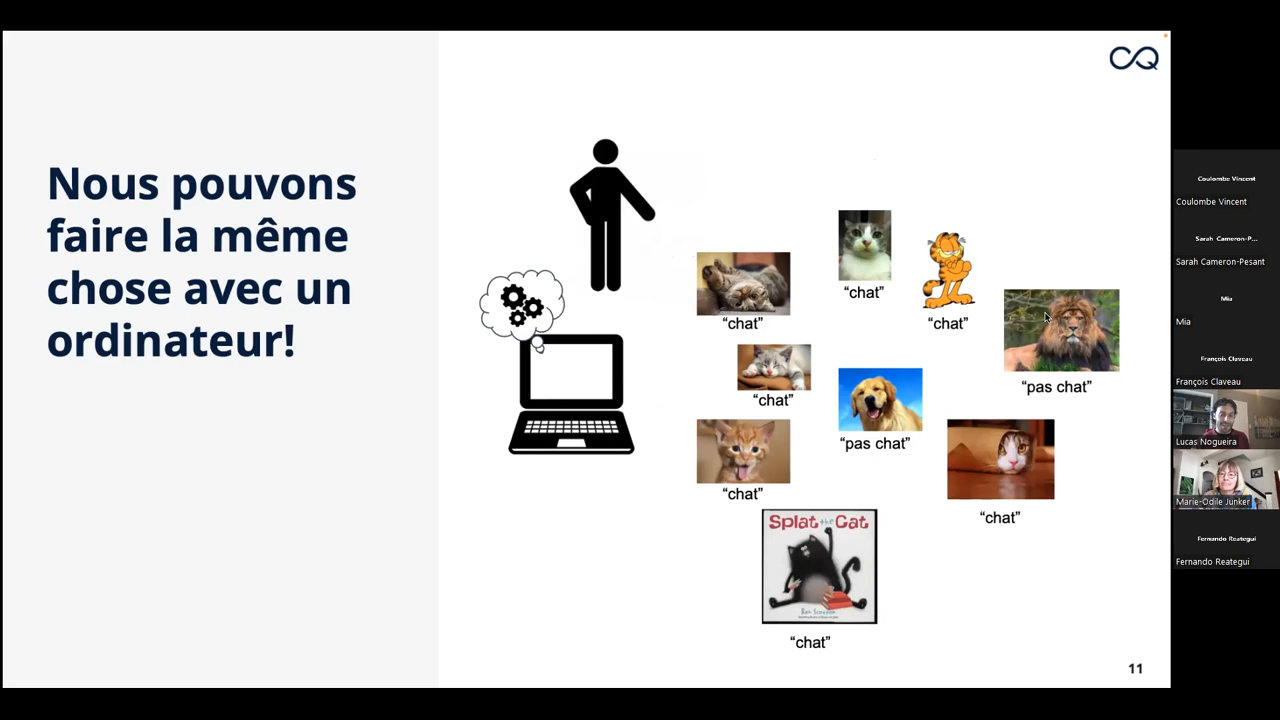 Nous pouvons
faire la même
chose avec un
ordinateur!
CQ
“chat”
“chat”
“chat”
“pas chat”
“chat”
“pas chat”
“chat”
“chat”
Splat the Cat
“chat”
11
Coulombe Vincent
Coulombe Vincent
Sarah Cameron-P...
Sarah Cameron-Pesant
Mia
Mia
François Claveau
François Claveau
Lucas Nogueira
Marie-Odile Junker
Fernando Reategui
Fernando Reategui